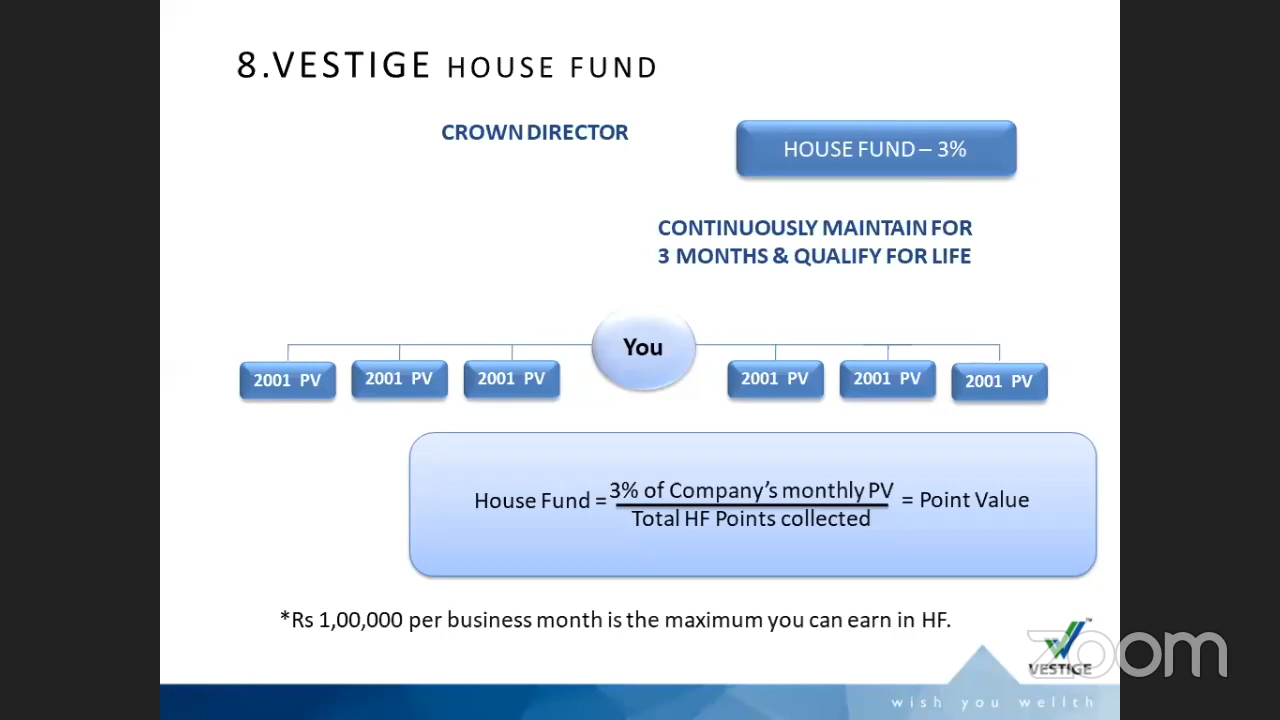 8.VESTIGE HOUSE FUND
CROWN DIRECTOR
HOUSE FUND – 3%
CONTINUOUSLY MAINTAIN FOR
3 MONTHS & QUALIFY FOR LIFE
You
2001 PV 2001 PV 2001 PV 2001 PV 2001 PV 2001 PV
House Fund = 3% of Company's monthly PV = Point Value
Total HF Points collected
*Rs 1,00,000 per business month is the maximum you can earn in HF.
zoom
VESTIGE
TM
wish you wellth